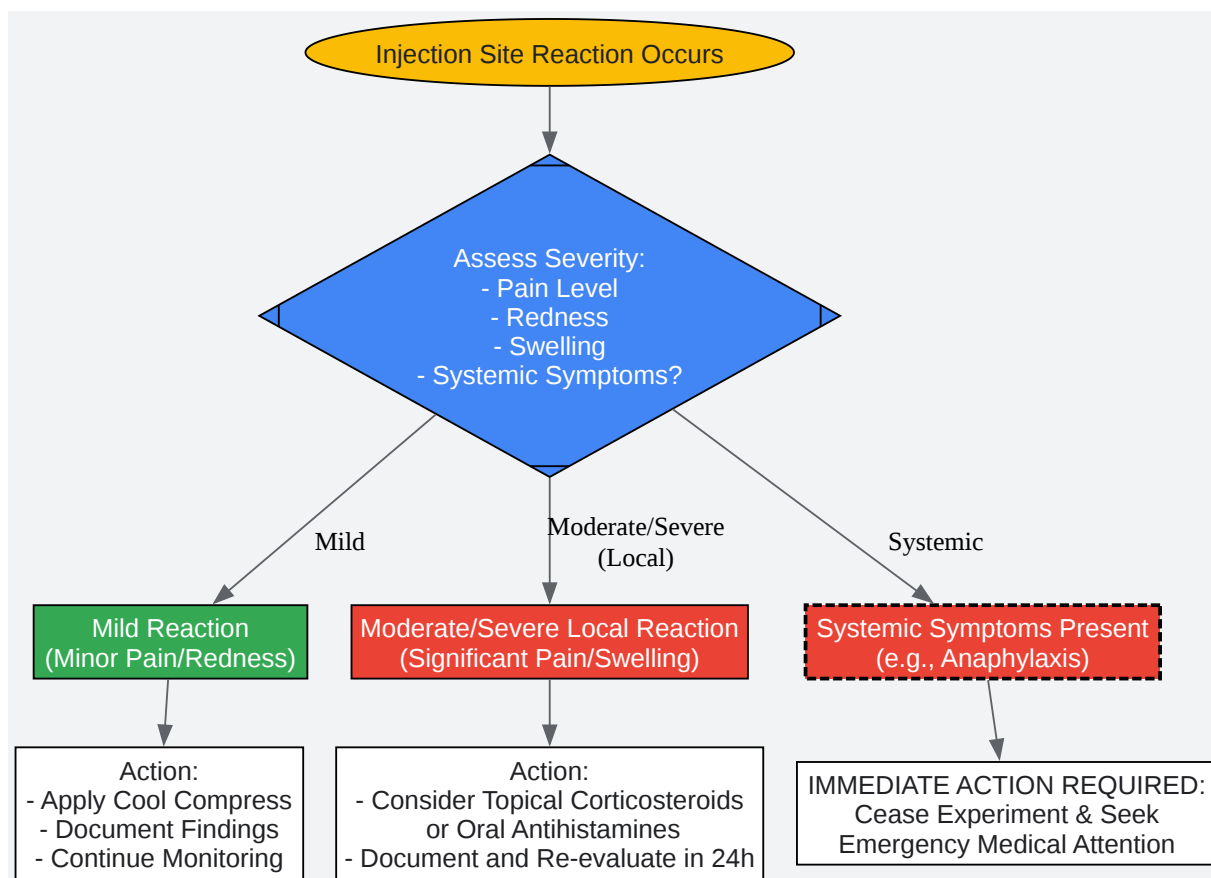 Injection Site Reaction Occurs
Assess Severity:
- Pain Level
- Redness
- Swelling
- Systemic Symptoms?
Mild
Moderate/Severe
(Local)
Systemic
Mild Reaction
(Minor Pain/Redness)
Moderate/Severe Local Reaction
(Significant Pain/Swelling)
Systemic Symptoms Present
(e.g., Anaphylaxis)
Action:
- Apply Cool Compress
- Document Findings
- Continue Monitoring
Action:
- Consider Topical Corticosteroids
or Oral Antihistamines
- Document and Re-evaluate in 24h
IMMEDIATE ACTION REQUIRED:
Cease Experiment & Seek
Emergency Medical Attention